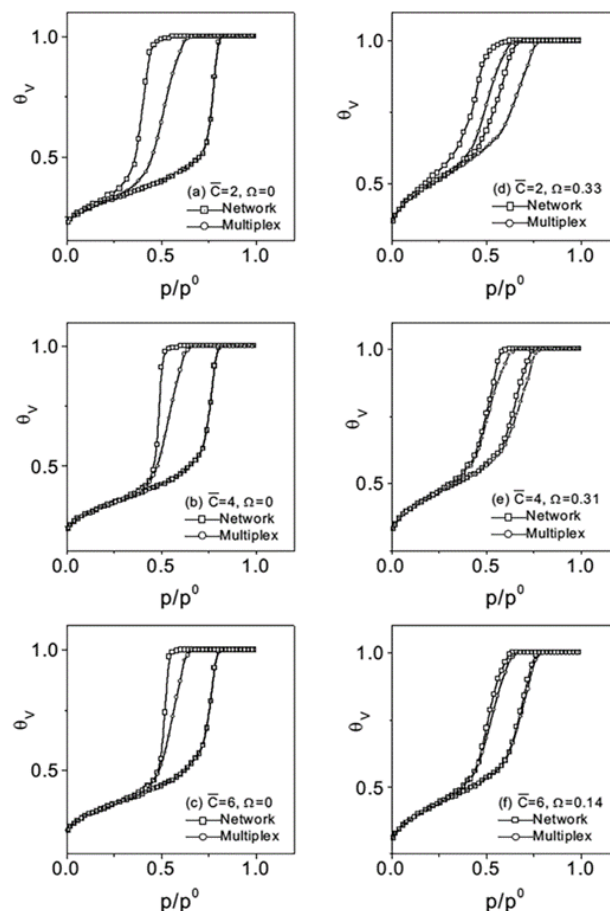 1.0
θV
0.5
(a) C̅=2, Ω=0
Network
Multiplex
0.0 0.5 1.0
p/p⁰
1.0
θV
0.5
(d) C̅=2, Ω=0.33
Network
Multiplex
0.0 0.5 1.0
p/p⁰
1.0
θV
0.5
(b) C̅=4, Ω=0
Network
Multiplex
0.0 0.5 1.0
p/p⁰
1.0
θV
0.5
(e) C̅=4, Ω=0.31
Network
Multiplex
0.0 0.5 1.0
p/p⁰
1.0
θV
0.5
(c) C̅=6, Ω=0
Network
Multiplex
0.0 0.5 1.0
p/p⁰
1.0
θV
0.5
(f) C̅=6, Ω=0.14
Network
Multiplex
0.0 0.5 1.0
p/p⁰